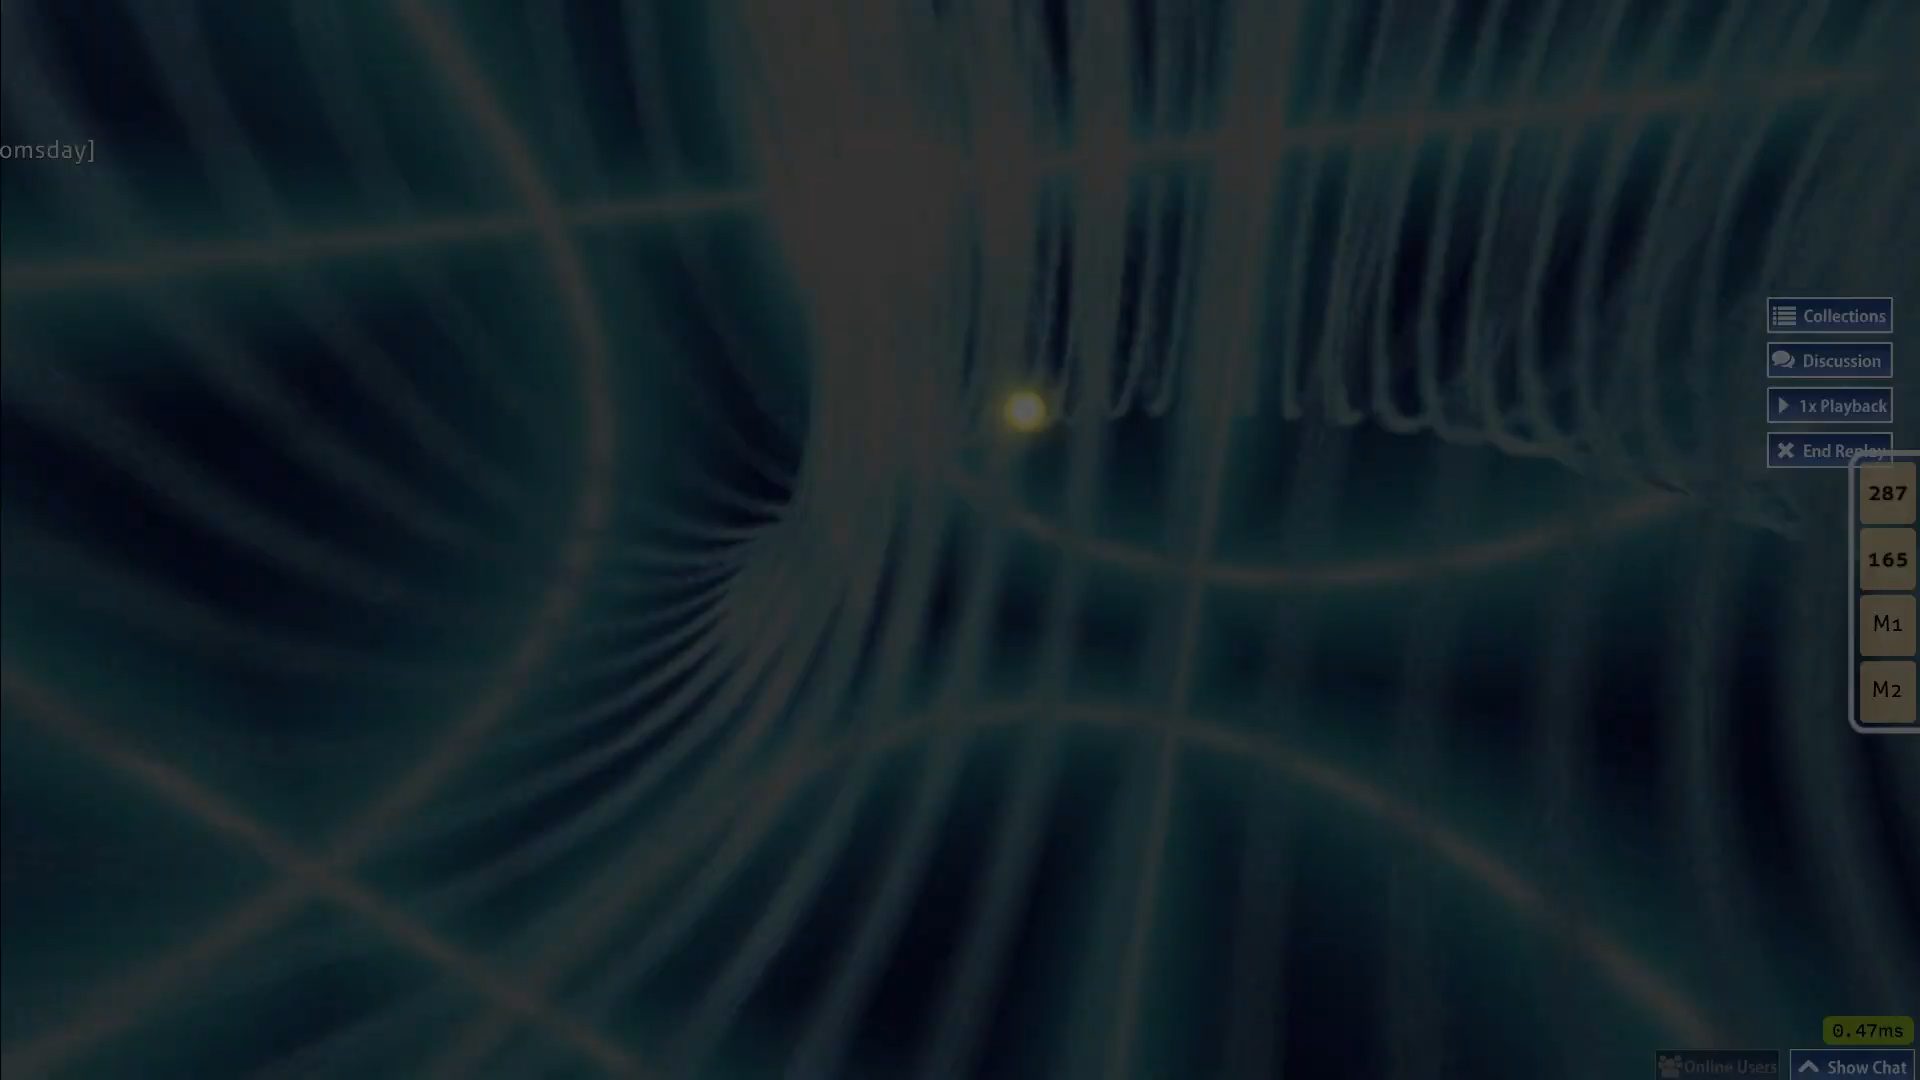 omsday]
Collections
Discussion
1x Playback
End Replay
287
165
M1
M2
0.47ms
Online Users
Show Chat